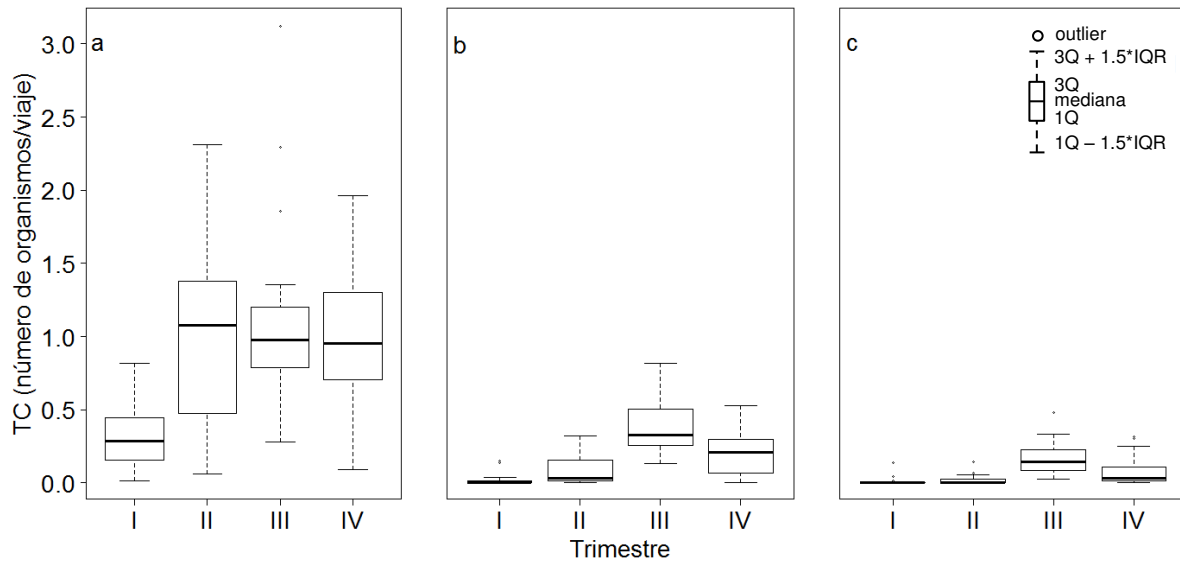 TC (número de organismos/viaje)
3.0
2.5
2.0
1.5
1.0
0.5
0.0
a
I II III IV
b
I II III IV
c
outlier
3Q + 1.5*IQR
3Q
mediana
1Q
1Q − 1.5*IQR
I II III IV
Trimestre